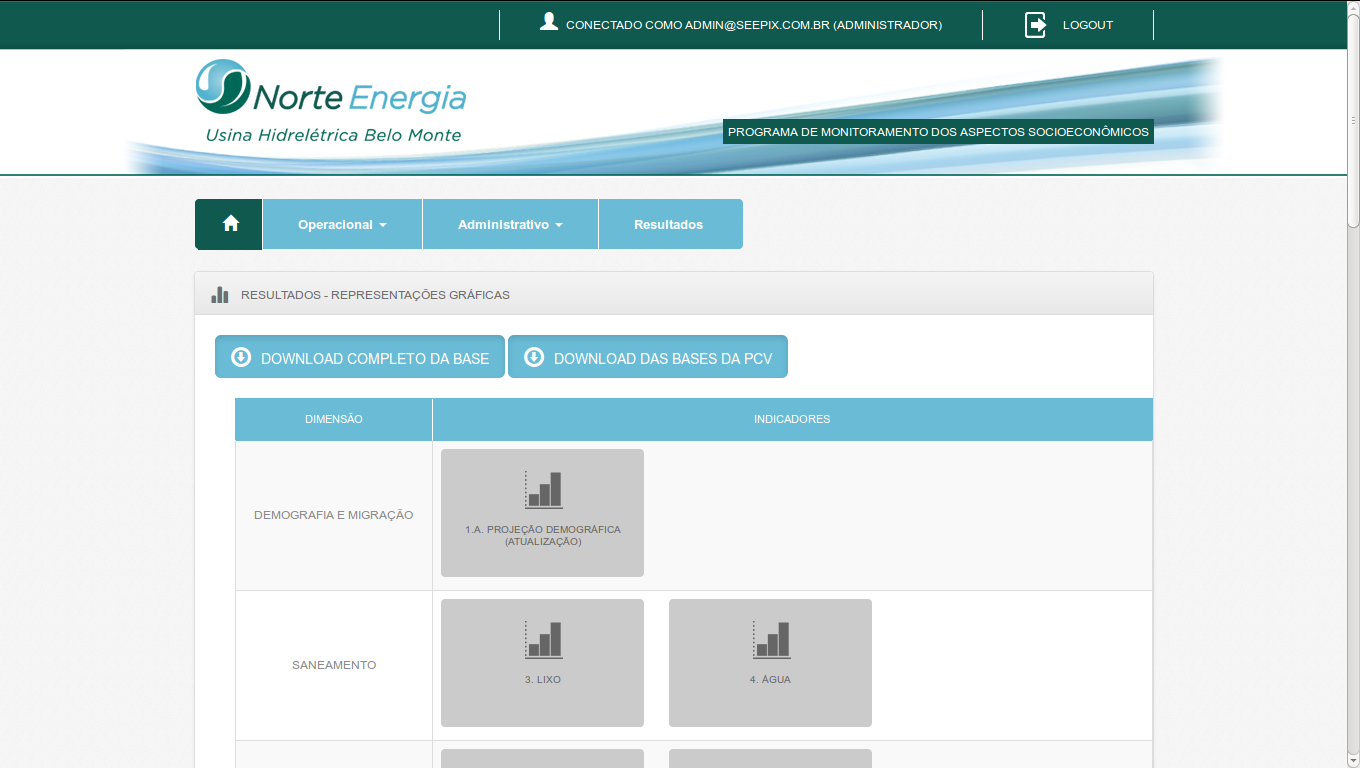 CONECTADO COMO ADMIN@SEEPIX.COM.BR (ADMINISTRADOR)
LOGOUT
Norte Energia
Usina Hidrelétrica Belo Monte
PROGRAMA DE MONITORAMENTO DOS ASPECTOS SOCIOECONÔMICOS
Operacional
Administrativo
Resultados
RESULTADOS - REPRESENTAÇÕES GRÁFICAS
DOWNLOAD COMPLETO DA BASE
DOWNLOAD DAS BASES DA PCV
DIMENSÃO
INDICADORES
DEMOGRAFIA E MIGRAÇÃO
1.A. PROJEÇÃO DEMOGRÁFICA
(ATUALIZAÇÃO)
SANEAMENTO
3. LIXO
4. ÁGUA